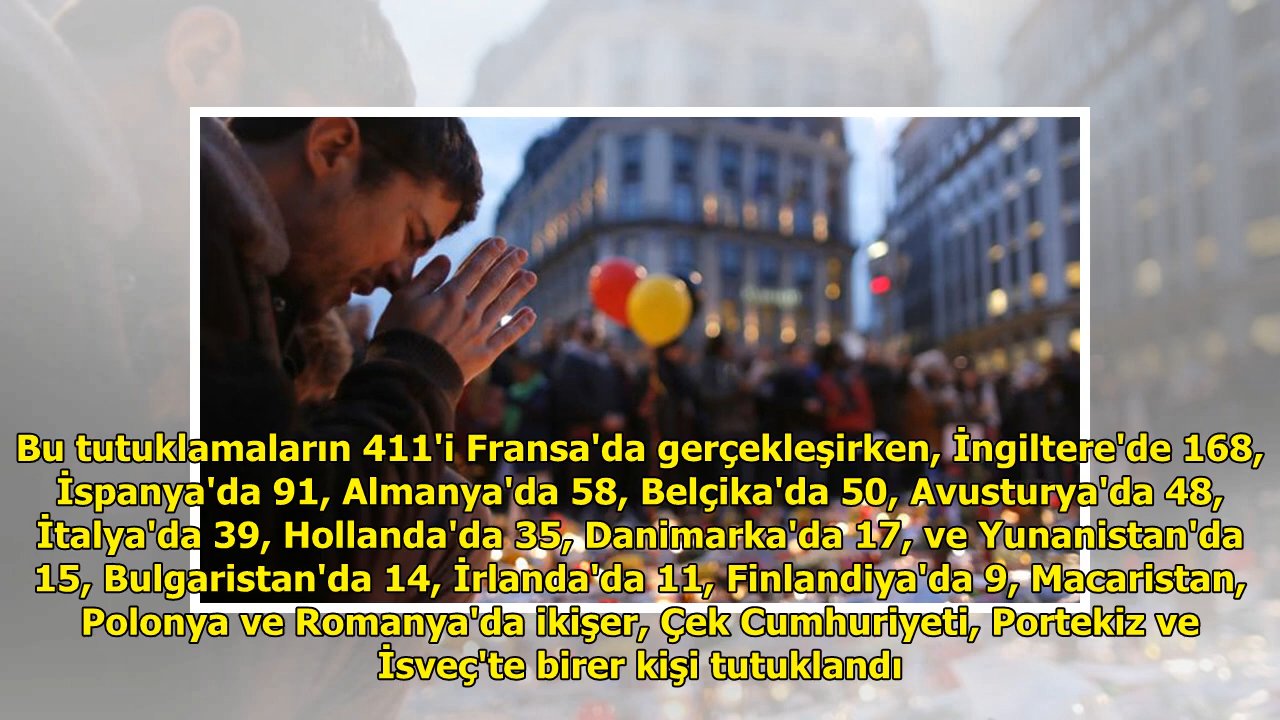 Bu tutuklamaların 411'i Fransa'da gerçekleşirken, İngiltere'de 168,
İspanya'da 91, Almanya'da 58, Belçika'da 50, Avusturya'da 48,
İtalya'da 39, Hollanda'da 35, Danimarka'da 17, ve Yunanistan'da
15, Bulgaristan'da 14, İrlanda'da 11, Finlandiya'da 9, Macaristan,
Polonya ve Romanya'da ikişer, Çek Cumhuriyeti, Portekiz ve
İsveç'te birer kişi tutuklandı